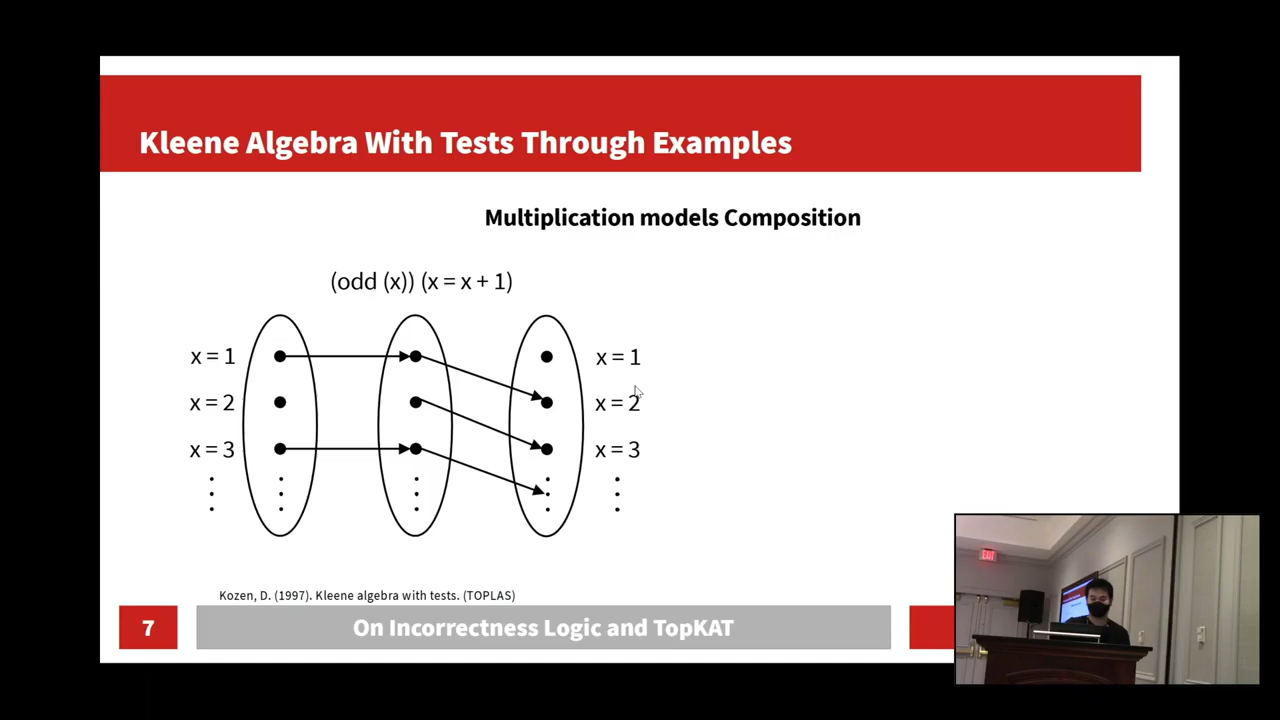 Kleene Algebra With Tests Through Examples
Multiplication models Composition
(odd (x)) (x = x + 1)
x = 1
x = 1
x = 2
x = 2
x = 3
x = 3
Kozen, D. (1997). Kleene algebra with tests. (TOPLAS)
7
On Incorrectness Logic and TopKAT
EXIT